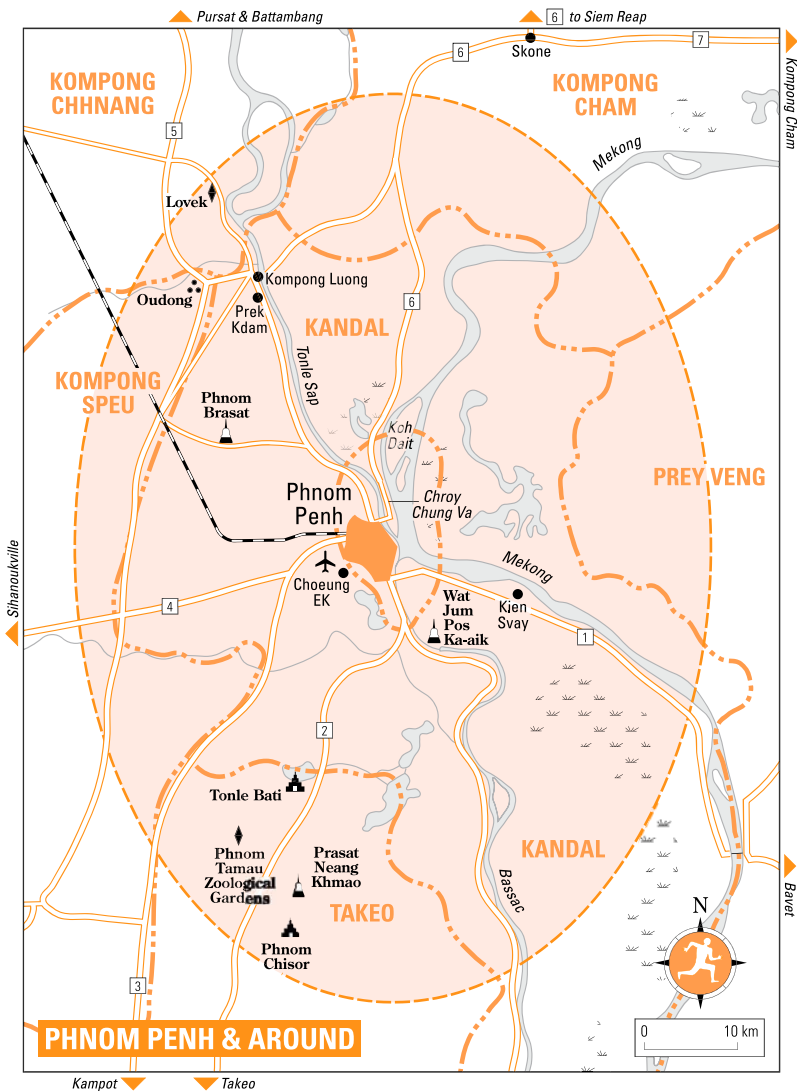 Pursat & Battambang
6 to Siem Reap
7
6
Skone
Kompong Cham
KOMPONG
CHHNANG
KOMPONG
CHAM
5
Mekong
Lovek
Kompong Luong
Oudong
Prek
Kdam
6
KANDAL
Tonle Sap
KOMPONG
SPEU
Phnom
Brasat
Koh
Dait
PREY VENG
Phnom
Penh
Chroy
Chung Va
Sihanoukville
Mekong
Choeung
EK
4
Wat
Jum
Pos
Ka-aik
Kien
Svay
1
2
Tonle Bati
Phnom
Tamau
Zoological
Gardens
Prasat
Neang
Khmao
KANDAL
Bassac
Bavet
TAKEO
Phnom
Chisor
N
3
PHNOM PENH & AROUND
0 10 km
Kampot
Takeo